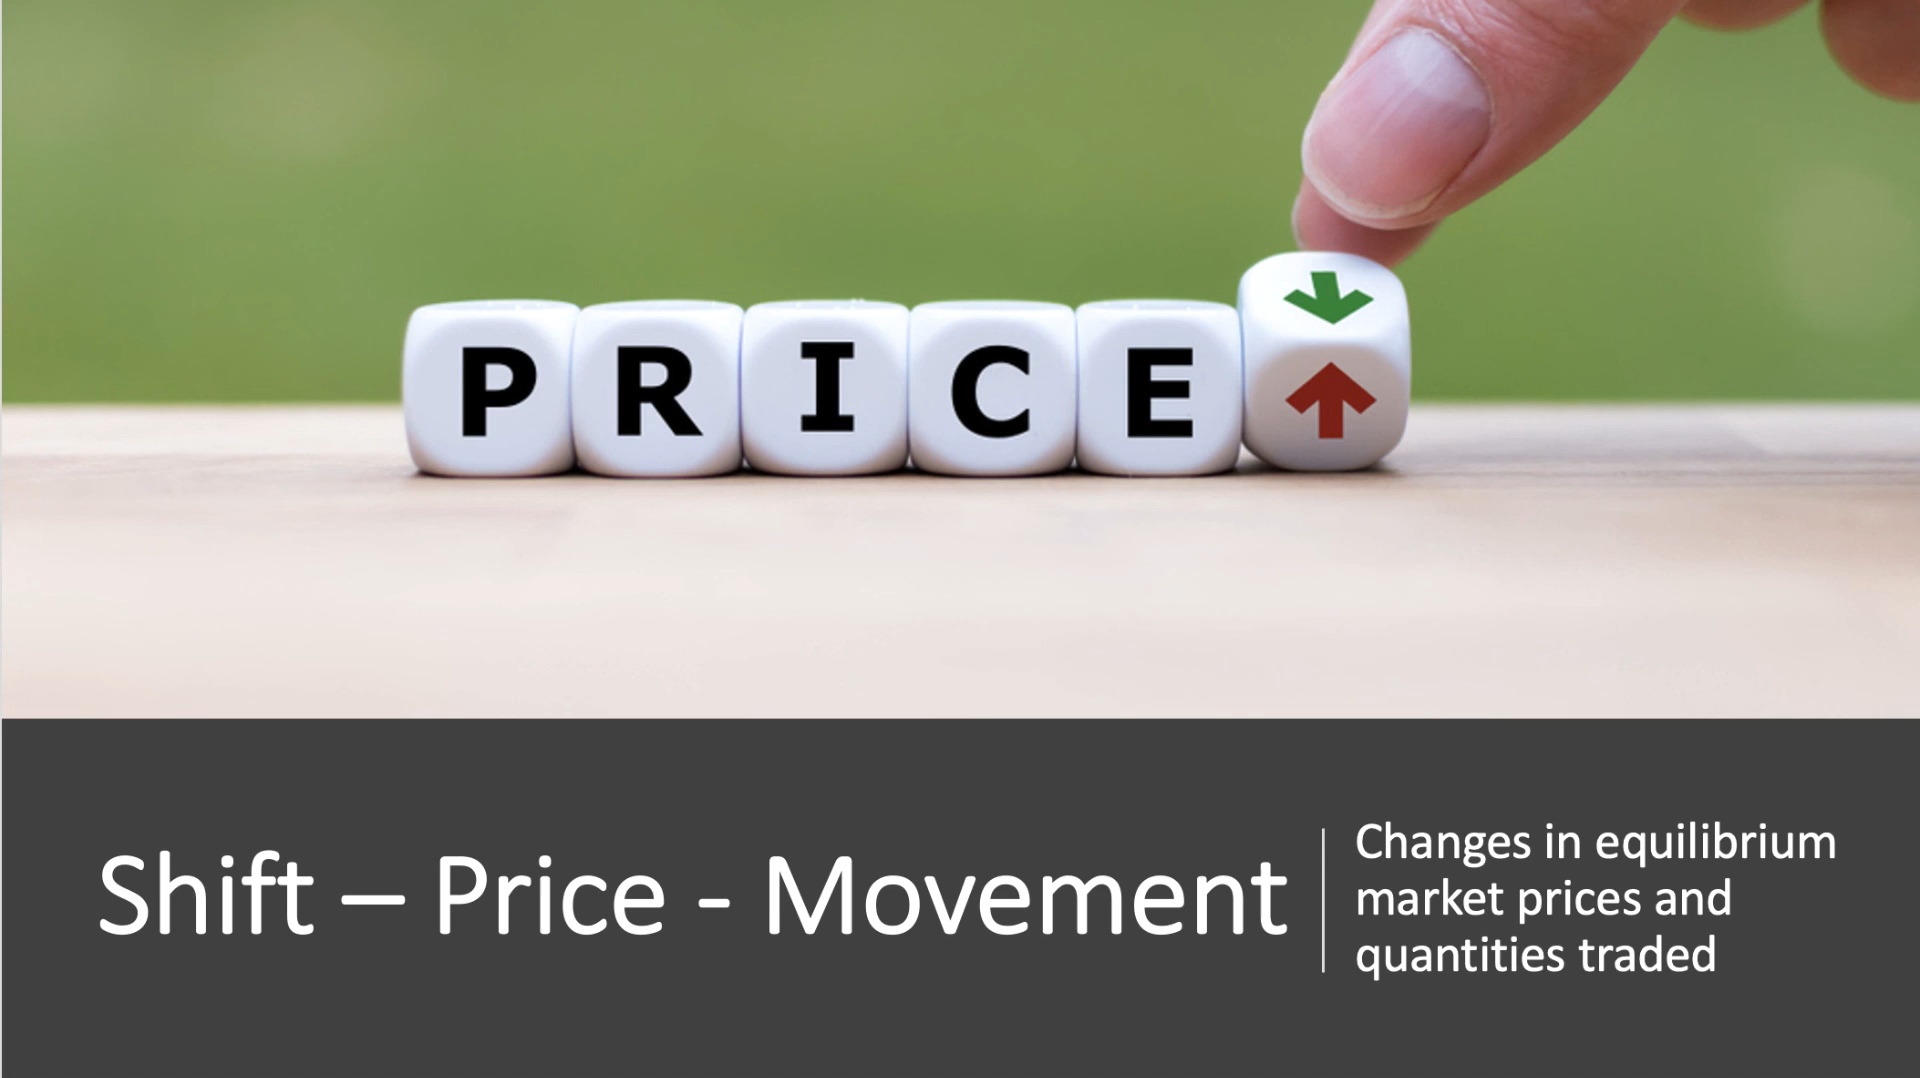 PRICE
Shift – Price - Movement
Changes in equilibrium
market prices and
quantities traded